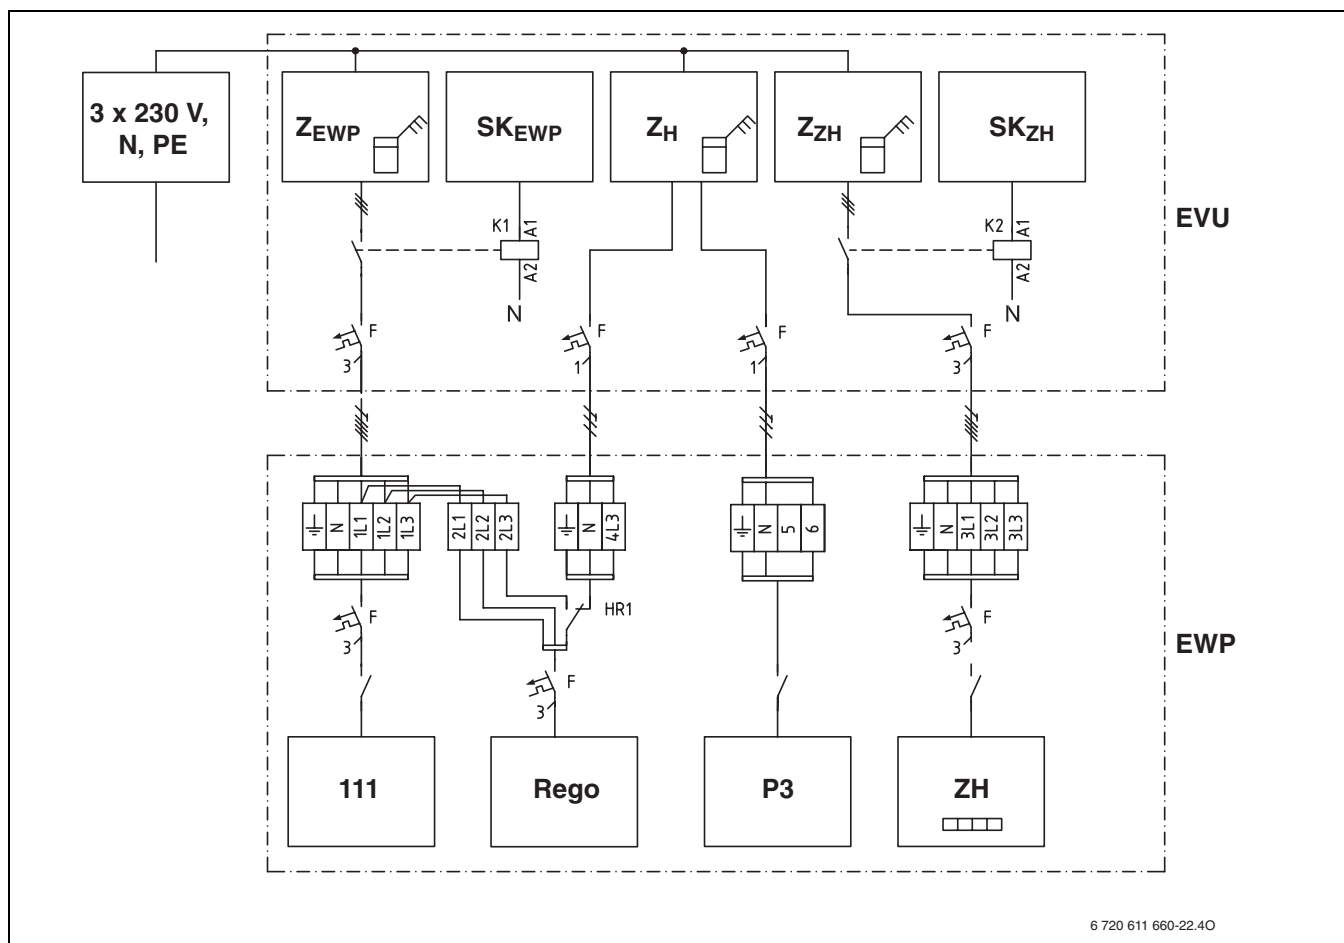 3 x 230 V,
N, PE
ZEWP
SKEWP
ZH
ZZH
SKZH
EVU
K1
A1
A2
N
K2
A1
A2
N
F
3
F
1
F
1
F
3
N
1L1
1L2
1L3
2L1
2L2
2L3
N
4L3
N
5
6
N
3L1
3L2
3L3
HR1
F
3
F
3
F
3
EWP
111
Rego
P3
ZH
6 720 611 660-22.4O